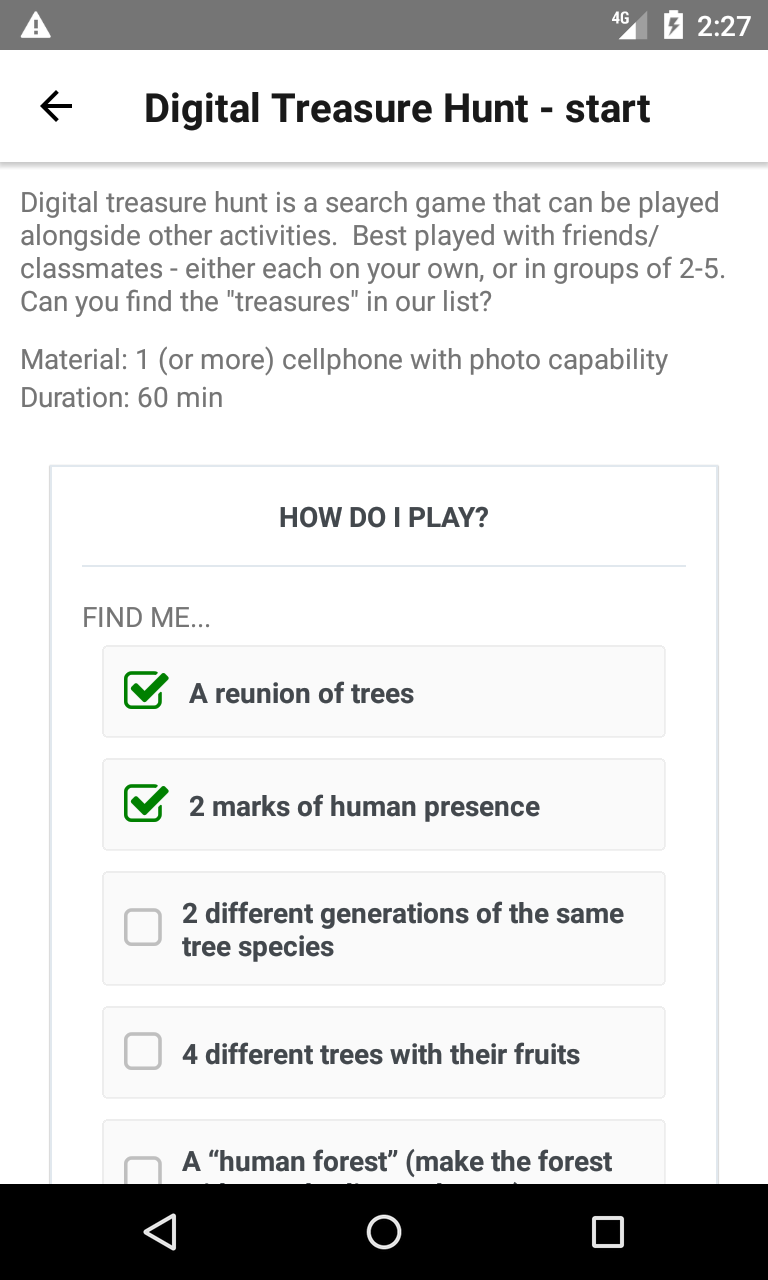 4G 2:27
Digital Treasure Hunt - start
Digital treasure hunt is a search game that can be played
alongside other activities.  Best played with friends/
classmates - either each on your own, or in groups of 2-5.
Can you find the "treasures" in our list?
Material: 1 (or more) cellphone with photo capability
Duration: 60 min
HOW DO I PLAY?
FIND ME...
A reunion of trees
2 marks of human presence
2 different generations of the same
tree species
4 different trees with their fruits
A “human forest” (make the forest